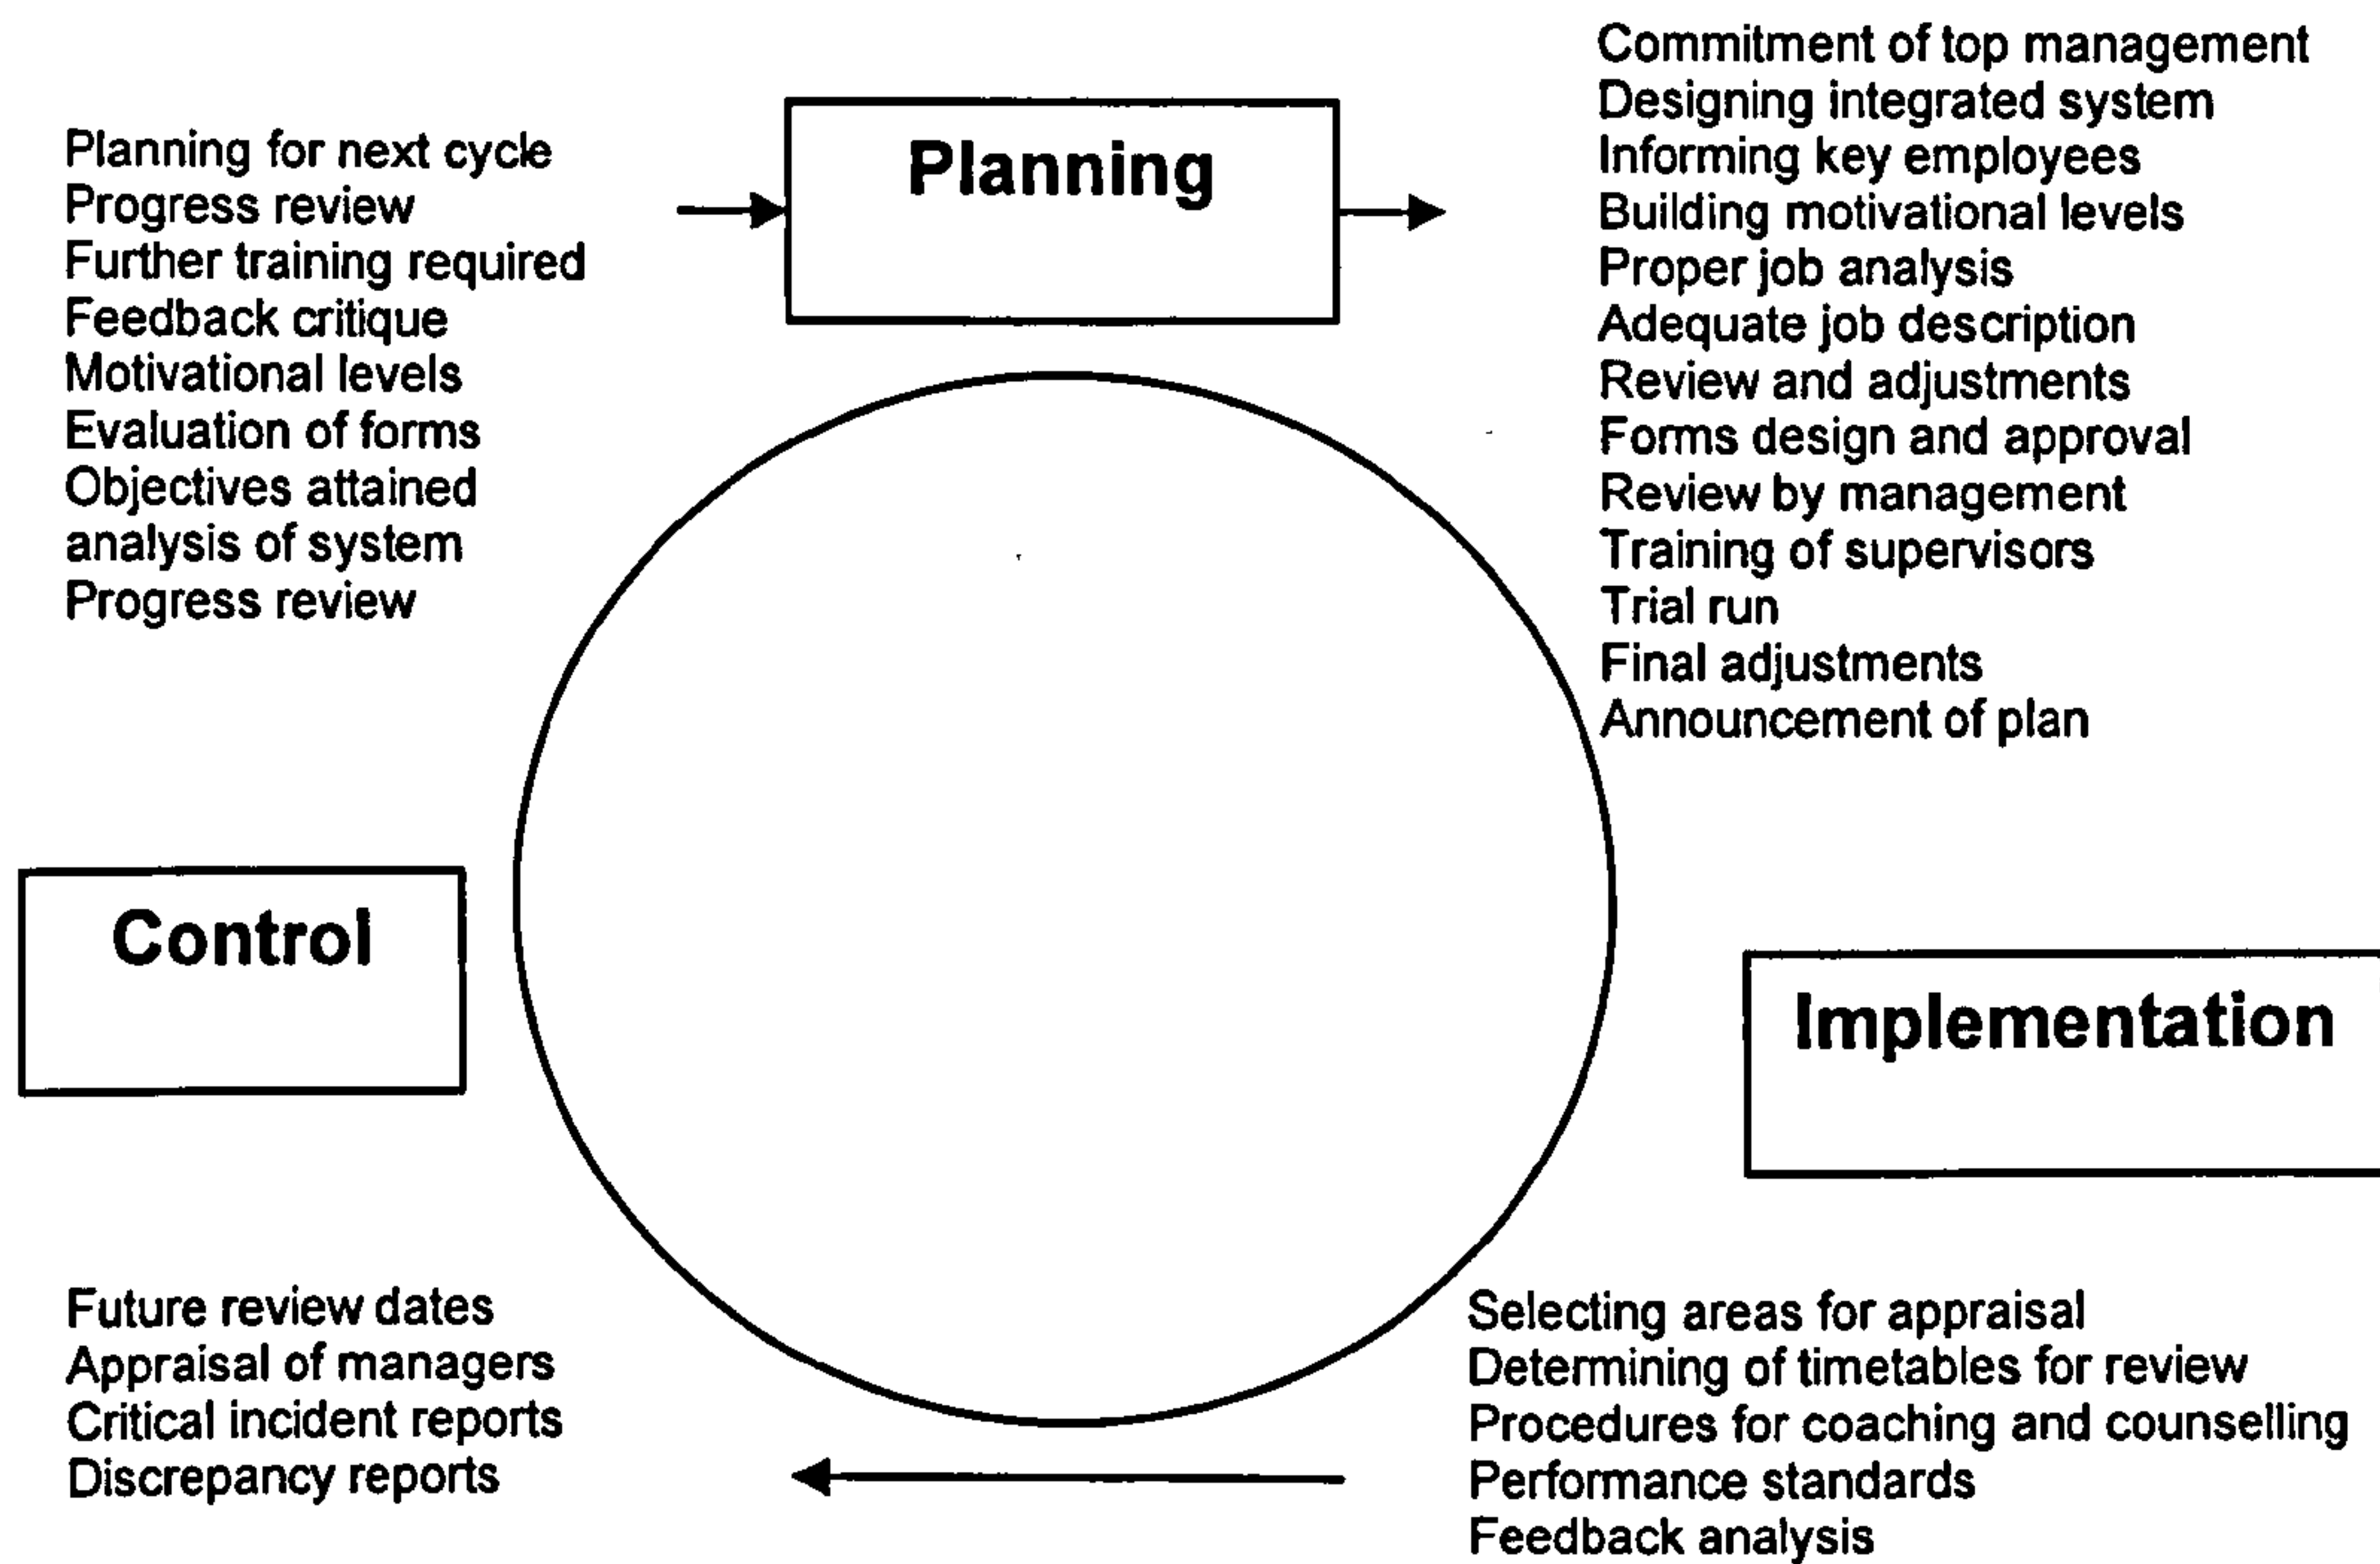 Planning
Commitment of top management
Designing integrated system
Informing key employees
Building motivational levels
Proper job analysis
Adequate job description
Review and adjustments
Forms design and approval
Review by management
Training of supervisors
Trial run
Final adjustments
Announcement of plan
Implementation
Selecting areas for appraisal
Determining of timetables for review
Procedures for coaching and counselling
Performance standards
Feedback analysis
Future review dates
Appraisal of managers
Critical incident reports
Discrepancy reports
Control
Planning for next cycle
Progress review
Further training required
Feedback critique
Motivational levels
Evaluation of forms
Objectives attained
analysis of system
Progress review